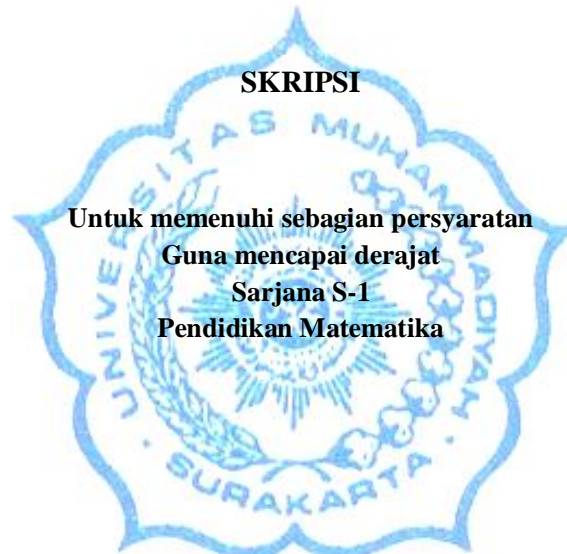 SKRIPSI
UNIVERSITAS MUHAMMADIYAH
Untuk memenuhi sebagian persyaratan
Guna mencapai derajat
Sarjana S-1
Pendidikan Matematika
SURAKARTA